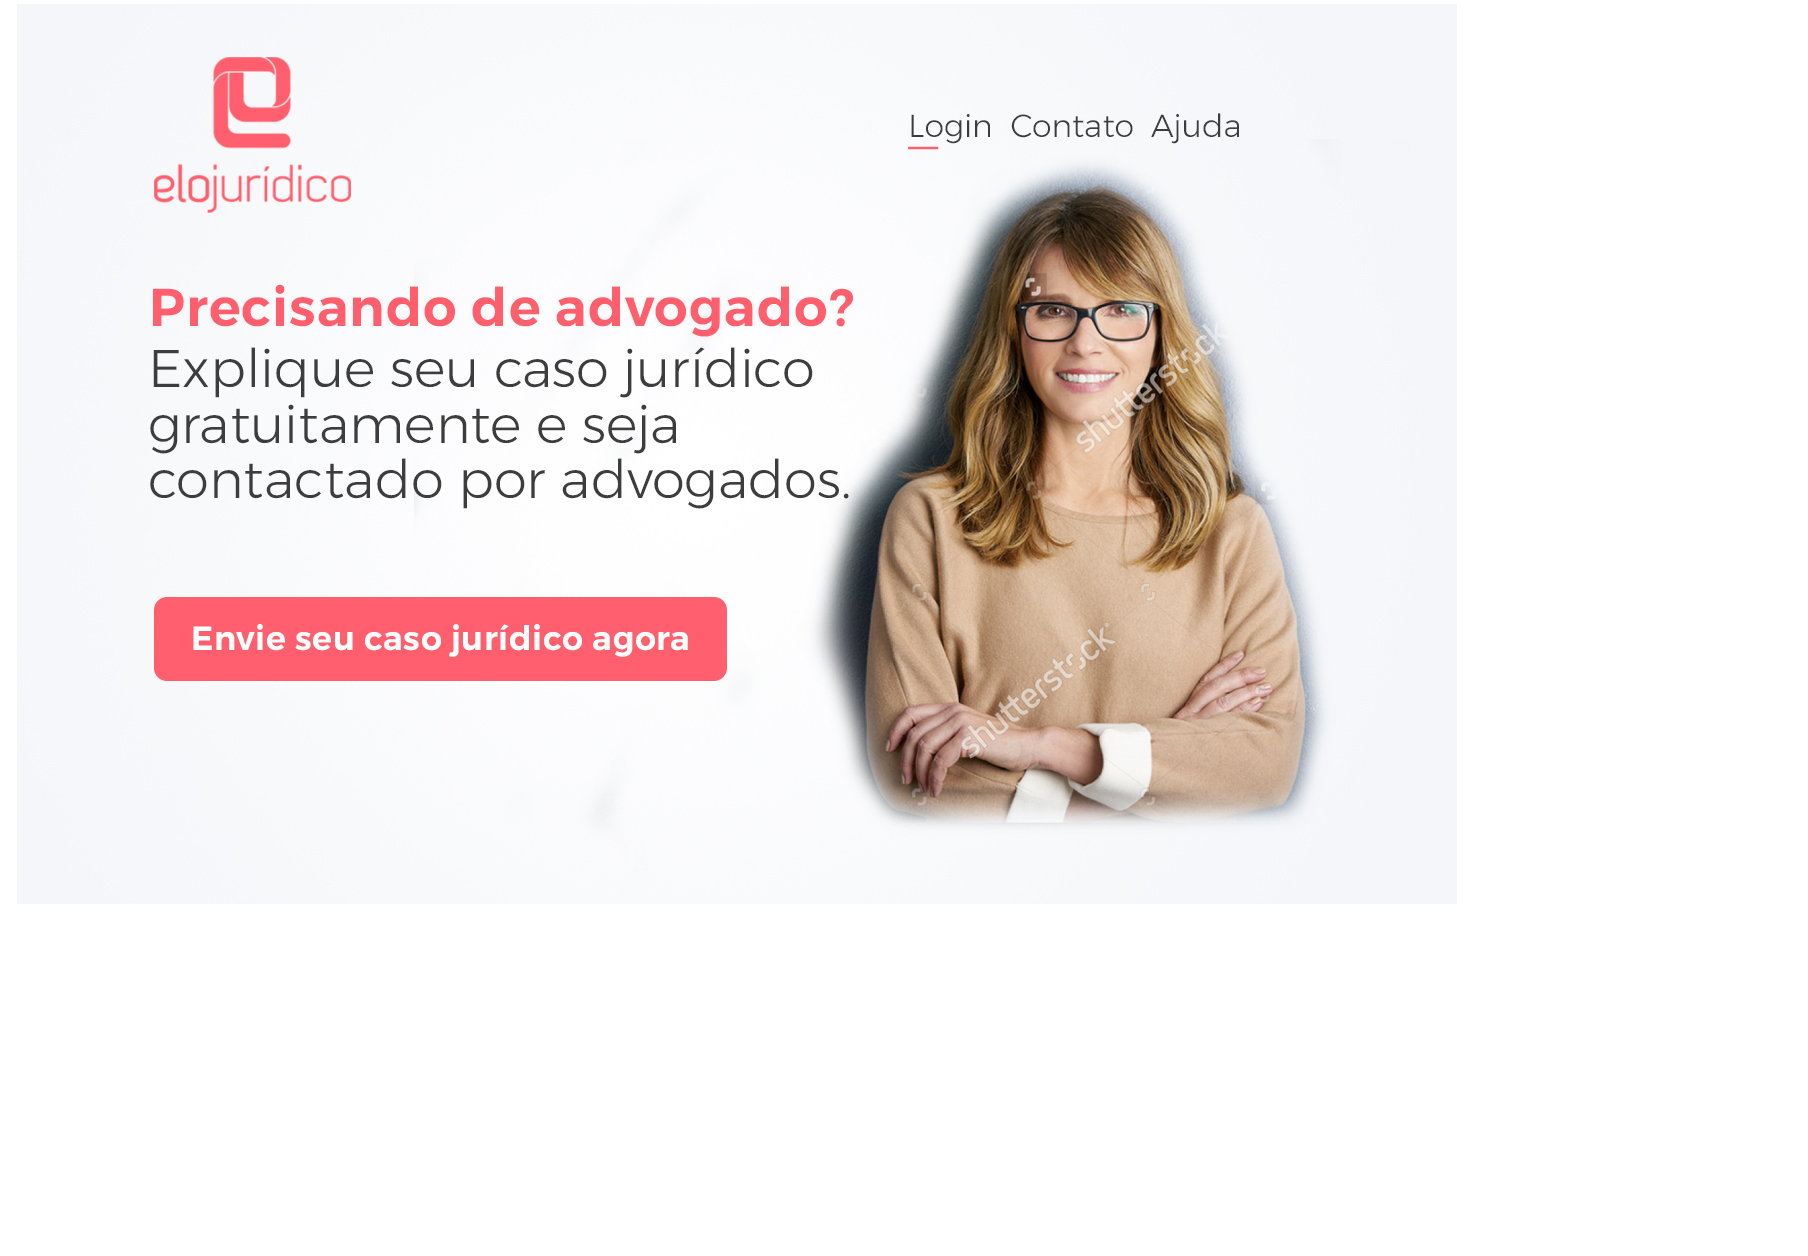 elojurídico
Login Contato Ajuda
Precisando de advogado?
Explique seu caso jurídico
gratuitamente e seja
contactado por advogados.
Envie seu caso jurídico agora
shutterstock
shutterstock